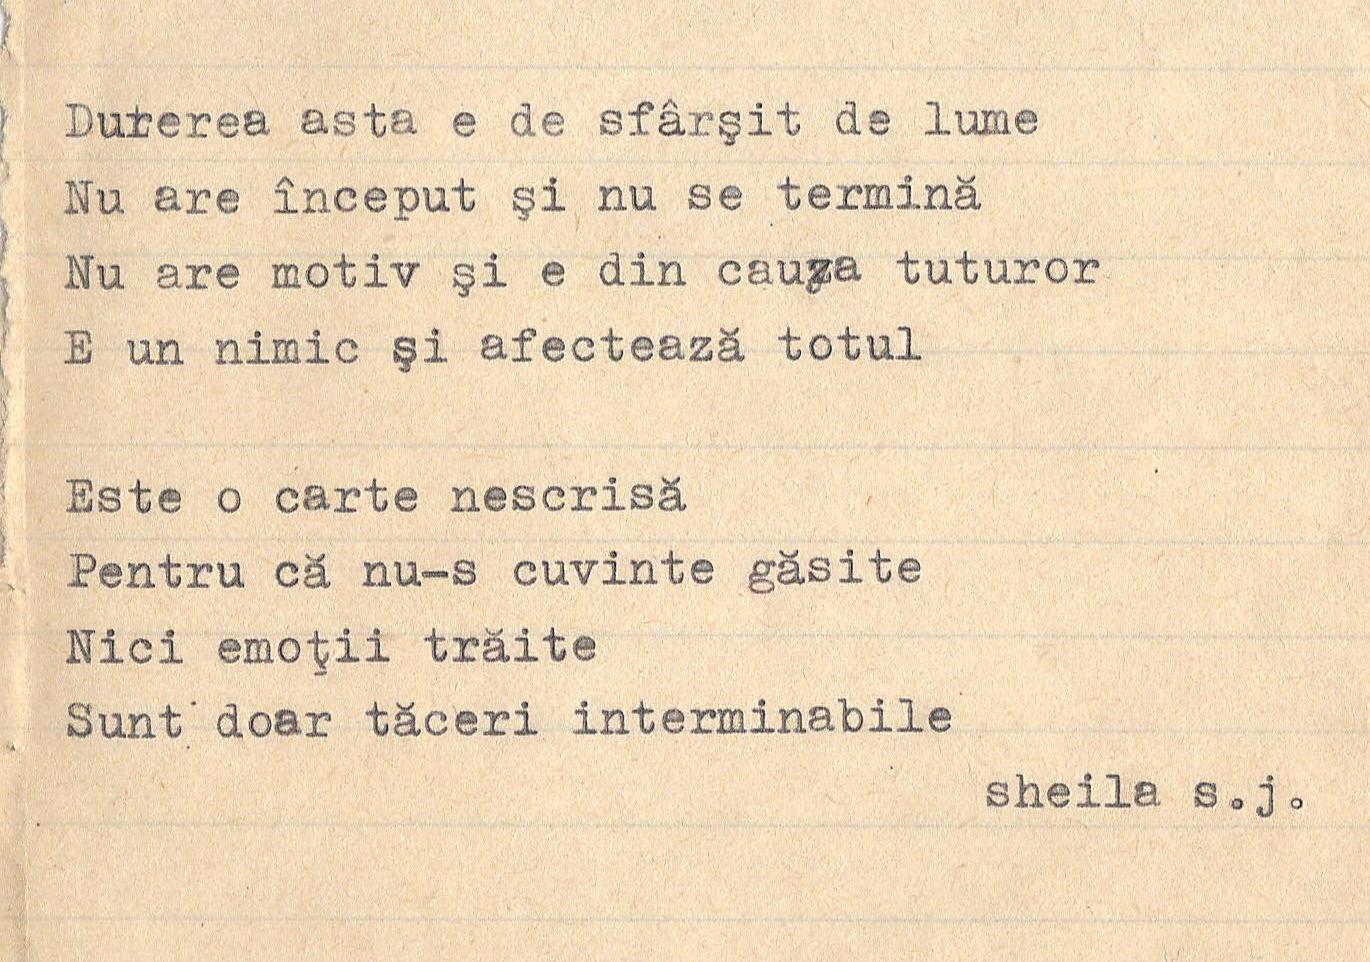 Durerea asta e de sfârşit de lume
Nu are început şi nu se termină
Nu are motiv şi e din cauza tuturor
E un nimic şi afectează totul
Este o carte nescrisă
Pentru că nu-s cuvinte găsite
Nici emoţii trăite
Sunt doar tăceri interminabile
sheila s.j.